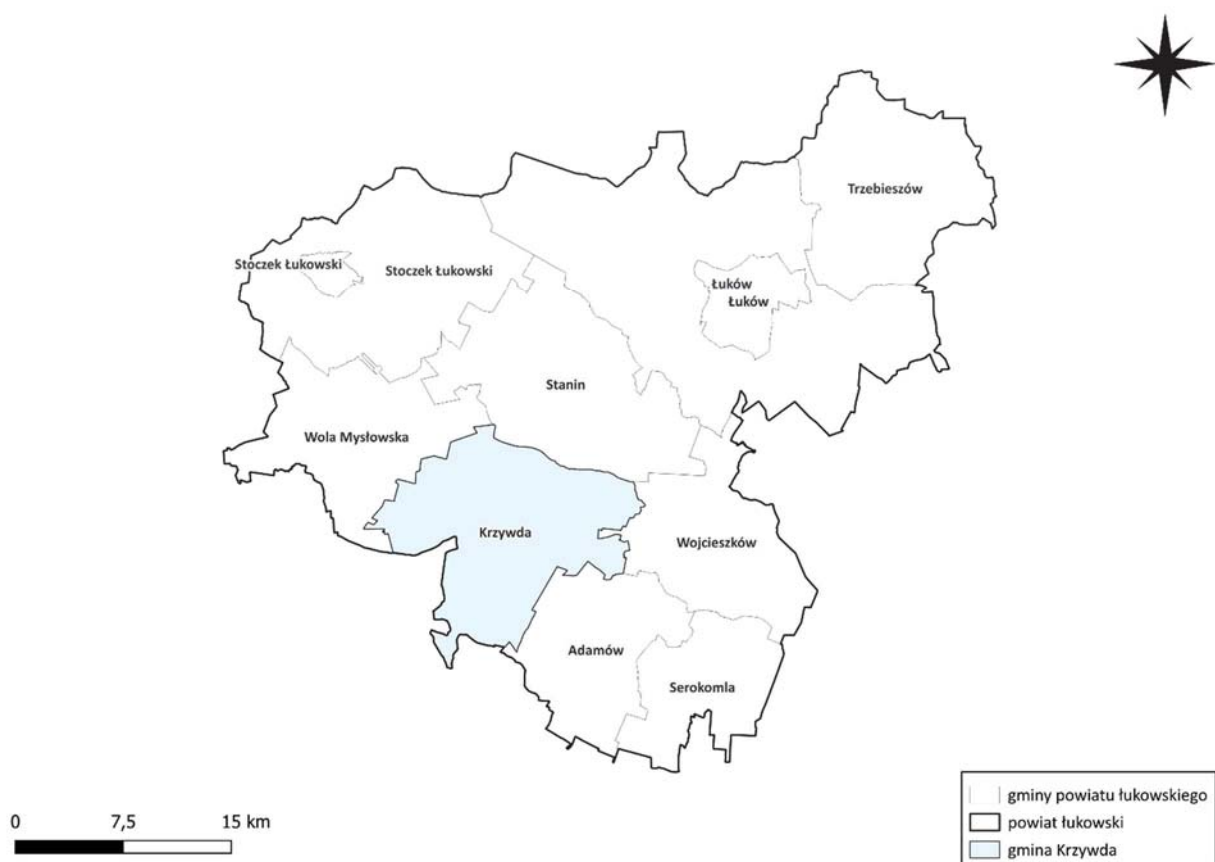 Trzebieszów
Stoczek Łukowski
Stoczek Łukowski
Łuków
Łuków
Stanin
Wola Mysłowska
Krzywda
Wojcieszków
Adamów
Serokomla
0 7,5 15 km
gminy powiatu łukowskiego
powiat łukowski
gmina Krzywda